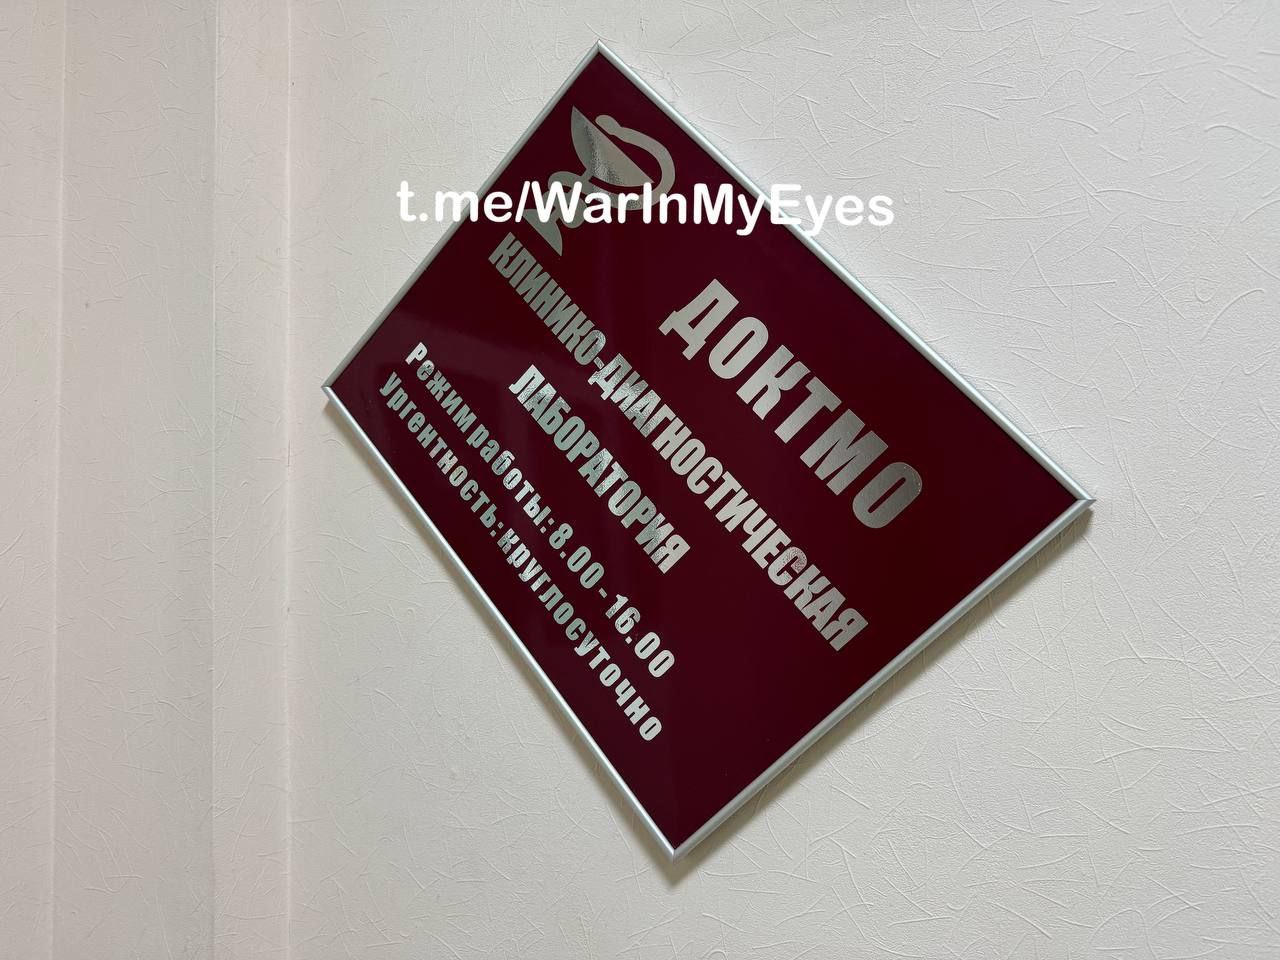 t.me/WarInMyEyes
ДОКТМО
КЛИНИКО-ДИАГНОСТИЧЕСКАЯ
ЛАБОРАТОРИЯ
Режим работы: 8.00 - 16.00
Ургентность: круглосуточно